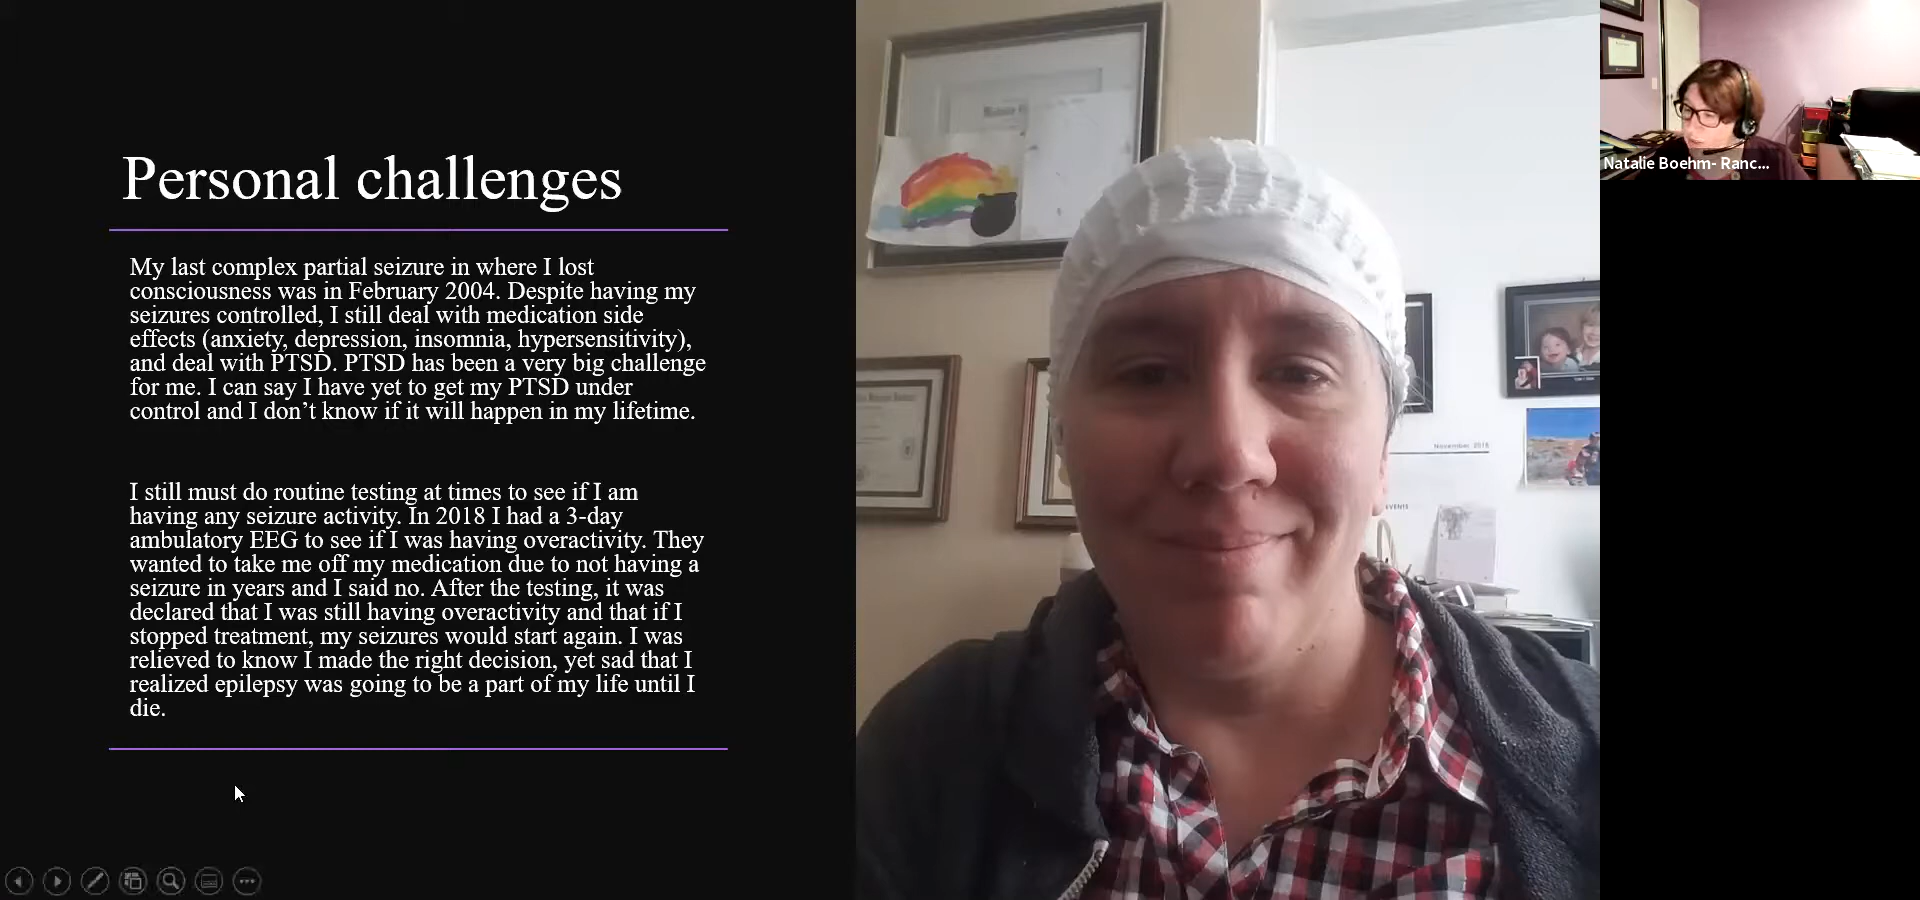 Personal challenges
My last complex partial seizure in where I lost
consciousness was in February 2004. Despite having my
seizures controlled, I still deal with medication side
effects (anxiety, depression, insomnia, hypersensitivity),
and deal with PTSD. PTSD has been a very big challenge
for me. I can say I have yet to get my PTSD under
control and I don’t know if it will happen in my lifetime.
I still must do routine testing at times to see if I am
having any seizure activity. In 2018 I had a 3-day
ambulatory EEG to see if I was having overactivity. They
wanted to take me off my medication due to not having a
seizure in years and I said no. After the testing, it was
declared that I was still having overactivity and that if I
stopped treatment, my seizures would start again. I was
relieved to know I made the right decision, yet sad that I
realized epilepsy was going to be a part of my life until I
die.
November 2018
EVENTS
Natalie Boehm- Ranc...